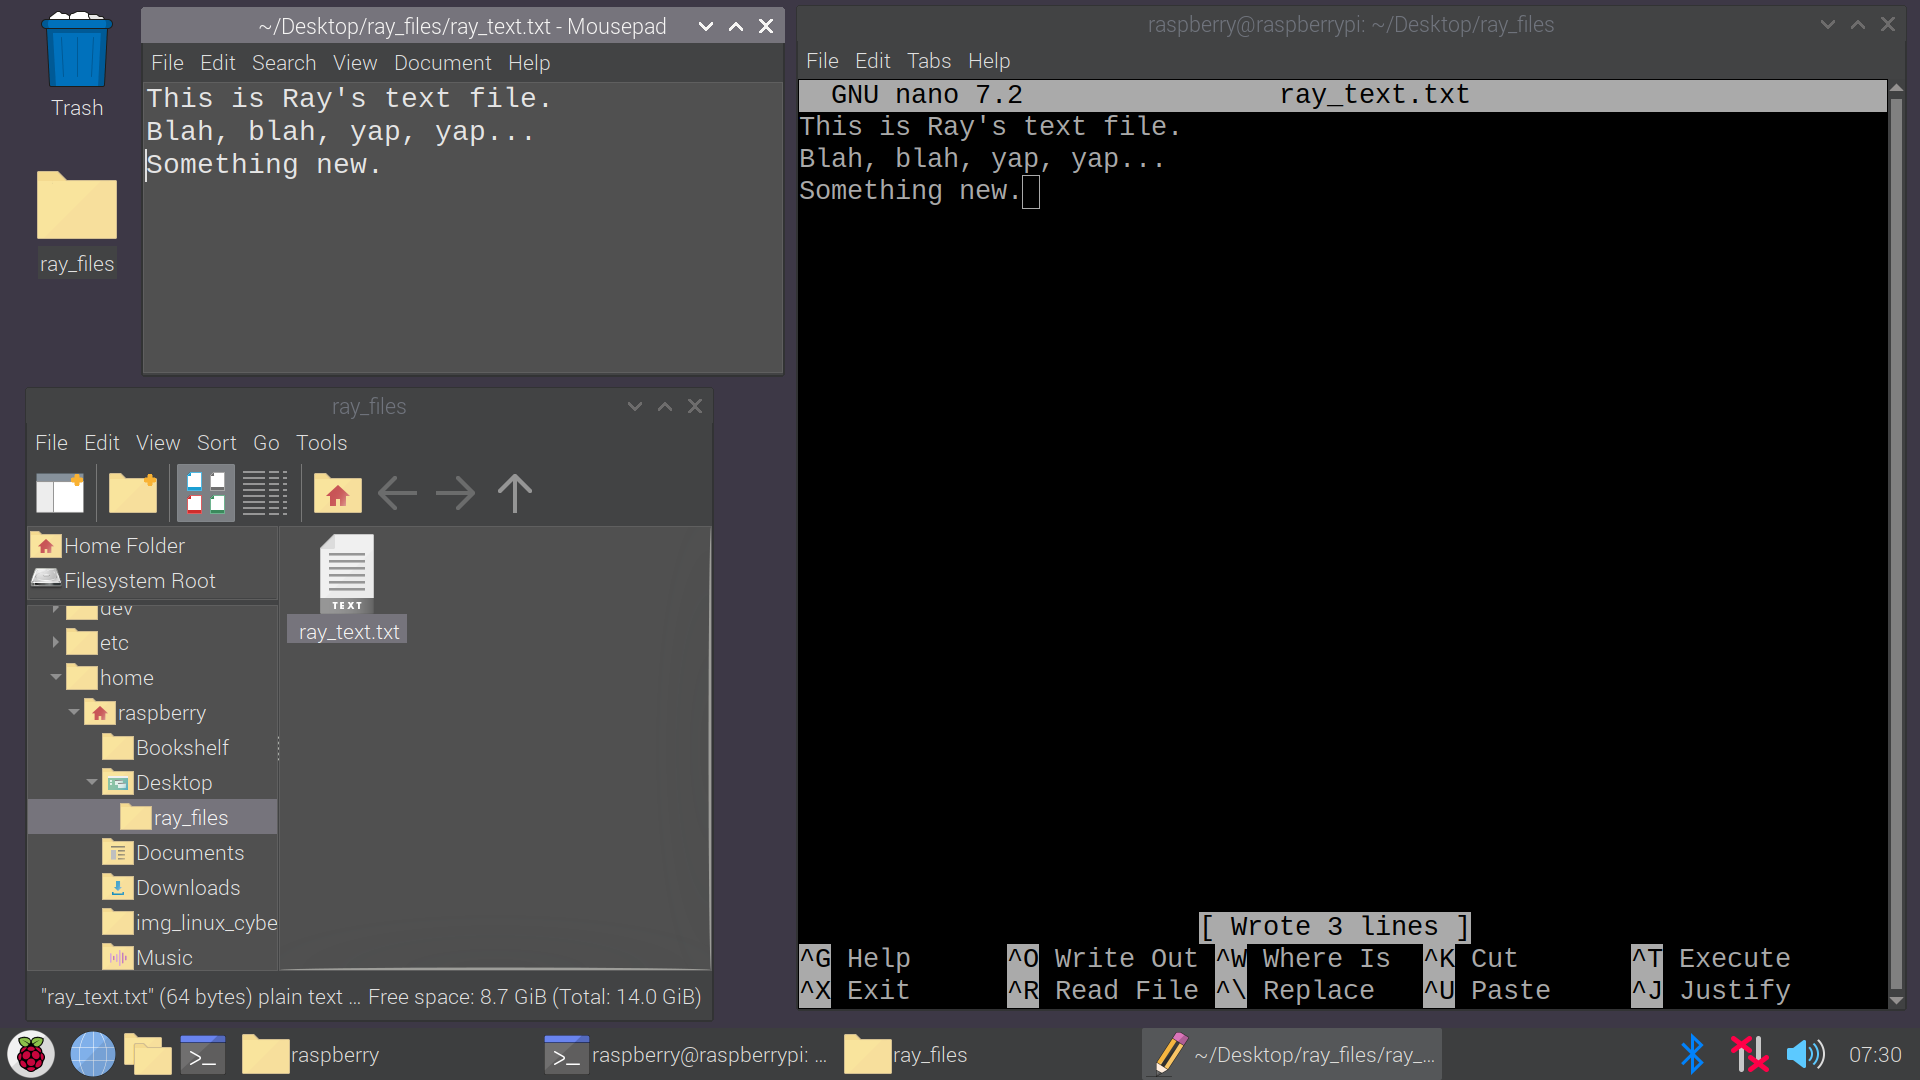 Trash
ray_files
~/Desktop/ray_files/ray_text.txt - Mousepad
File Edit Search View Document Help
This is Ray's text file.
Blah, blah, yap, yap...
Something new.
raspberry@raspberrypi: ~/Desktop/ray_files
File Edit Tabs Help
GNU nano 7.2 ray_text.txt
This is Ray's text file.
Blah, blah, yap, yap...
Something new.
[ Wrote 3 lines ]
^G Help ^O Write Out ^W Where Is ^K Cut ^T Execute
^X Exit ^R Read File ^\ Replace ^U Paste ^J Justify
ray_files
File Edit View Sort Go Tools
Home Folder
Filesystem Root
dev
etc
home
raspberry
Bookshelf
Desktop
ray_files
Documents
Downloads
img_linux_cybe
Music
TEXT
ray_text.txt
"ray_text.txt" (64 bytes) plain text ... Free space: 8.7 GiB (Total: 14.0 GiB)
raspberry
raspberry@raspberrypi: ...
ray_files
~/Desktop/ray_files/ray_...
07:30